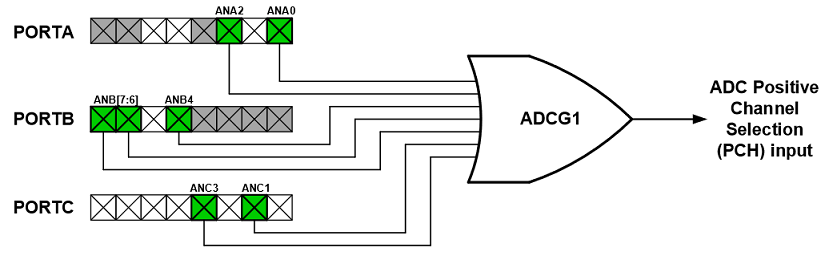 ANA2 ANA0
PORTA
ANB[7:6] ANB4
PORTB
ADCG1
ADC Positive
Channel
Selection
(PCH) input
ANC3 ANC1
PORTC